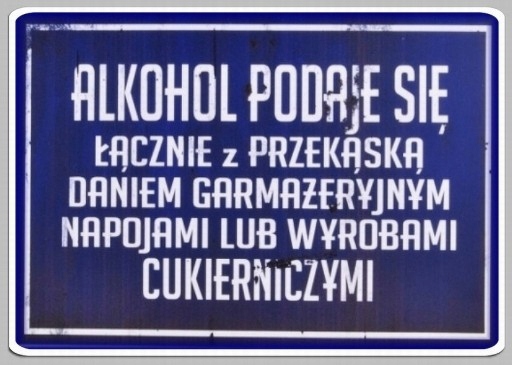 ALKOHOL PODAJE SIĘ
ŁĄCZNIE z PRZEKĄSKĄ
DANIEM GARMAŻERYJNYM
NAPOJAMI LUB WYROBAMI
CUKIERNICZYMI